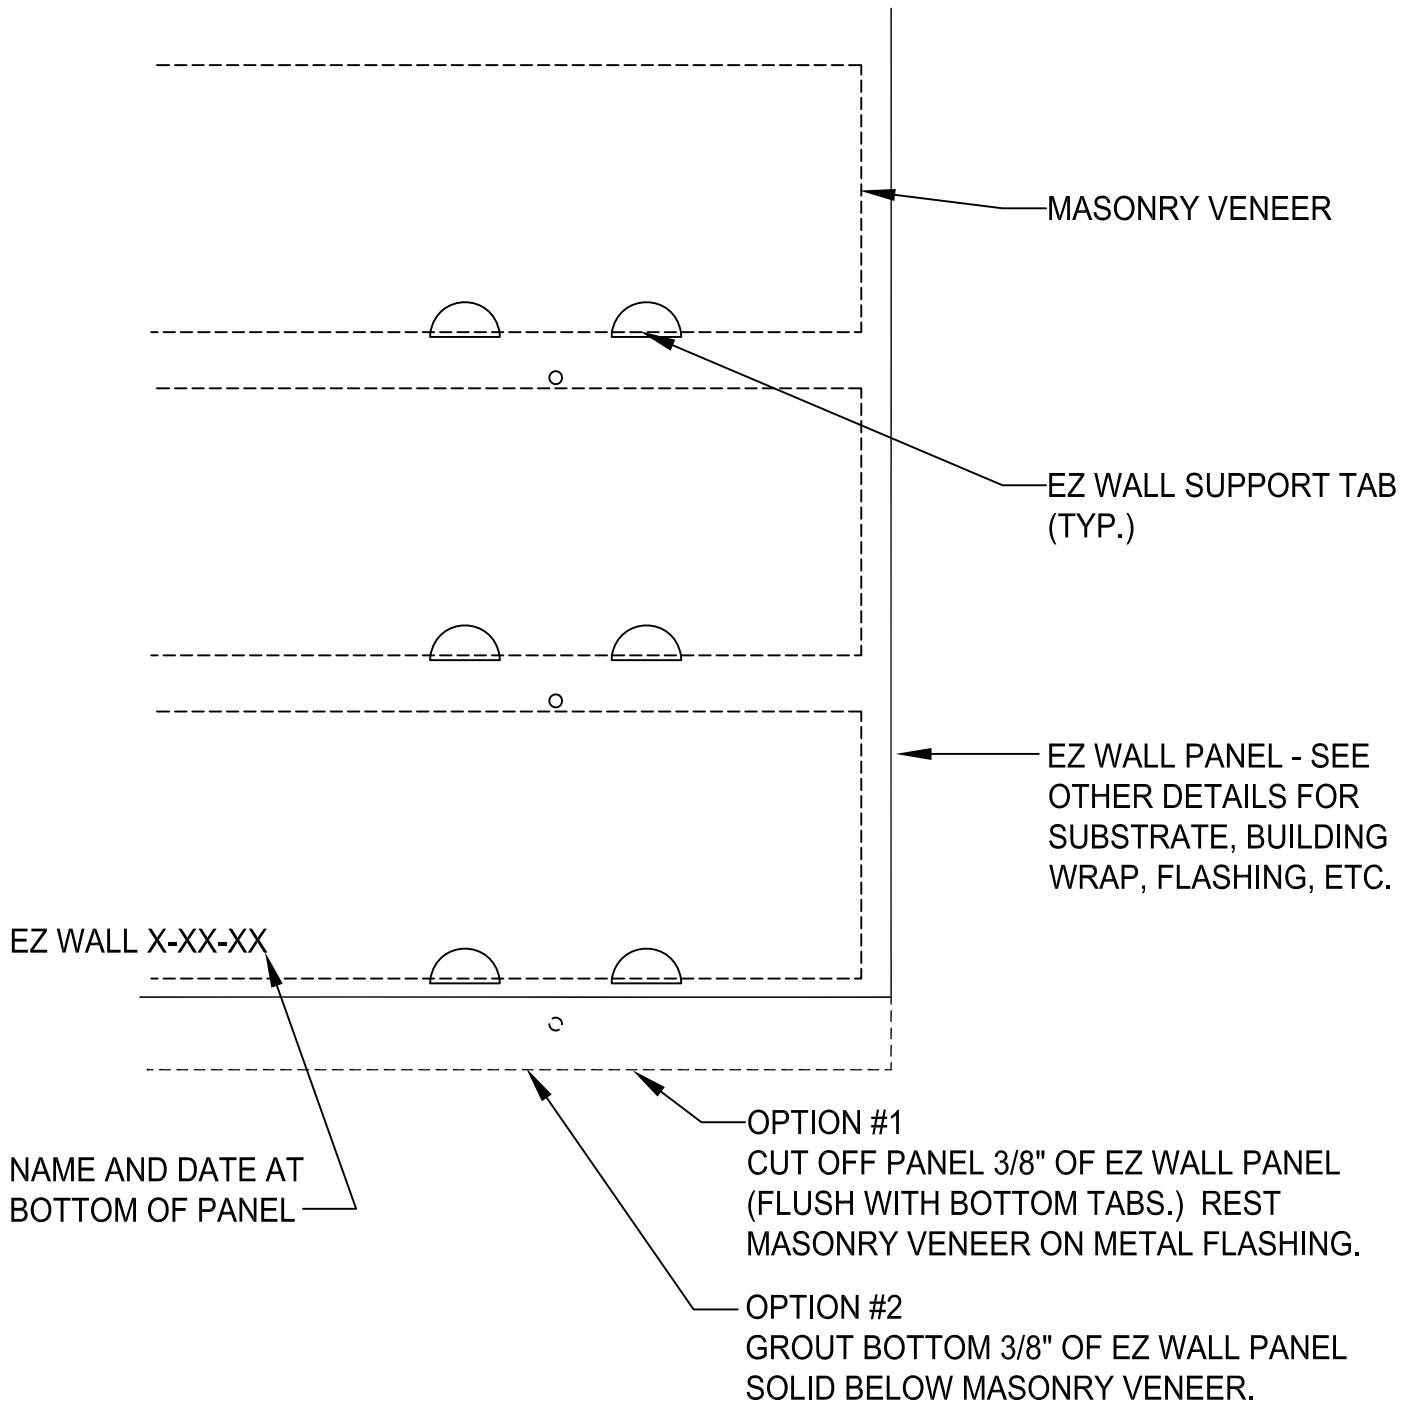 MASONRY VENEER
EZ WALL SUPPORT TAB
(TYP.)
EZ WALL PANEL - SEE
OTHER DETAILS FOR
SUBSTRATE, BUILDING
WRAP, FLASHING, ETC.
EZ WALL X-XX-XX
NAME AND DATE AT
BOTTOM OF PANEL
OPTION #1
CUT OFF PANEL 3/8" OF EZ WALL PANEL
(FLUSH WITH BOTTOM TABS.) REST
MASONRY VENEER ON METAL FLASHING.
OPTION #2
GROUT BOTTOM 3/8" OF EZ WALL PANEL
SOLID BELOW MASONRY VENEER.